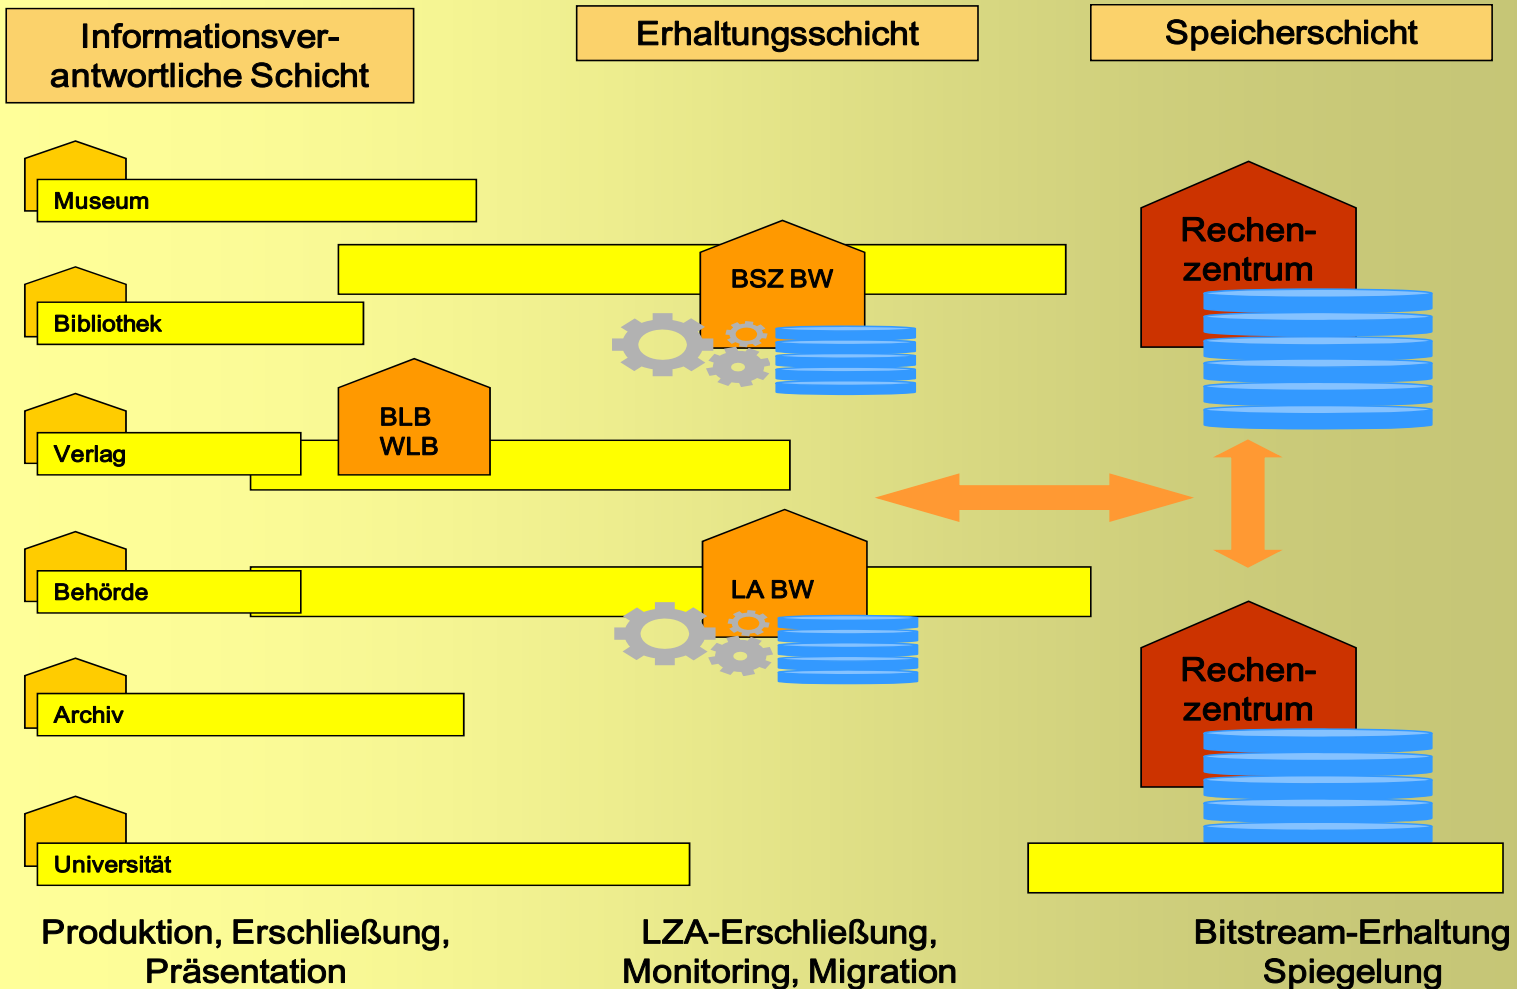 Informationsver-
antwortliche Schicht
Erhaltungsschicht
Speicherschicht
Museum
Bibliothek
Verlag
Behörde
Archiv
Universität
BLB
WLB
BSZ BW
LA BW
Rechen-
zentrum
Rechen-
zentrum
Produktion, Erschließung,
Präsentation
LZA-Erschließung,
Monitoring, Migration
Bitstream-Erhaltung
Spiegelung